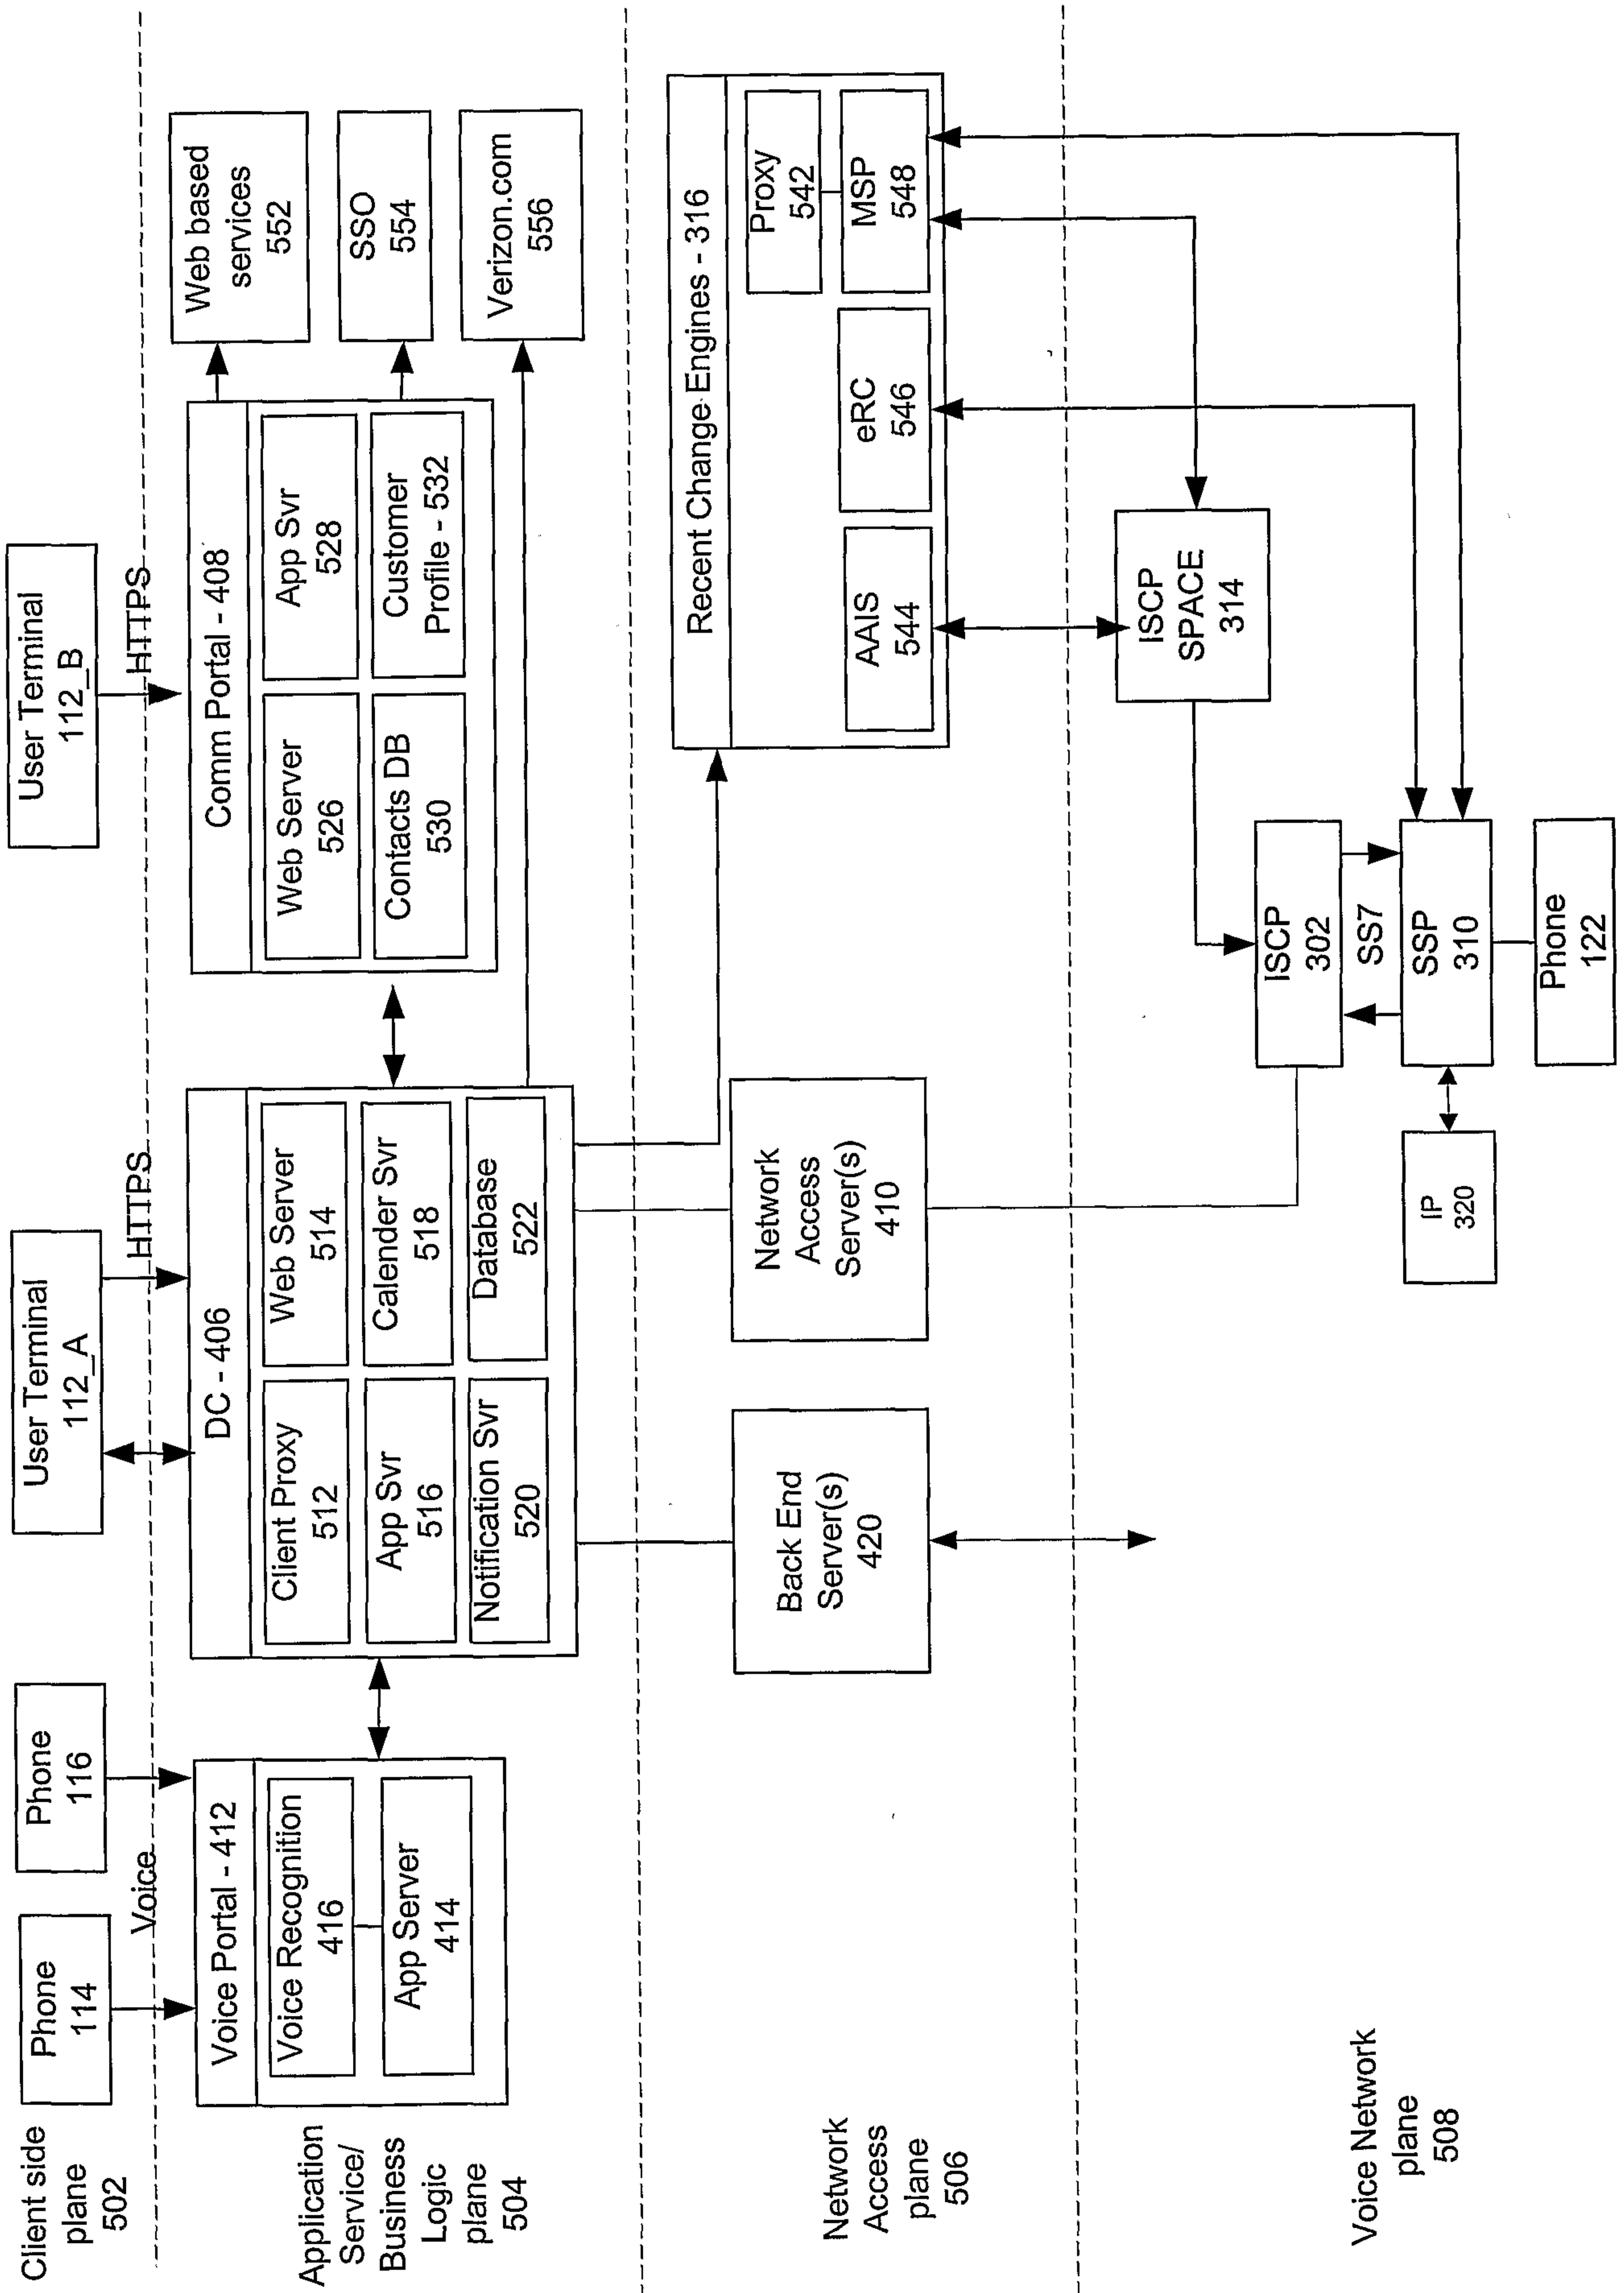 Client side
plane
502
Phone
114
Phone
116
User Terminal
112_A
User Terminal
112_B
Voice
HTTPS
HTTPS
Application
Service/
Business
Logic
plane
504
Voice Portal - 412
Voice Recognition
416
App Server
414
DC - 406
Client Proxy
512
Web Server
514
App Svr
516
Calender Svr
518
Notification Svr
520
Database
522
Comm Portal - 408
Web Server
526
App Svr
528
Contacts DB
530
Customer
Profile - 532
Web based
services
552
SSO
554
Verizon.com
556
Network
Access
plane
506
Back End
Server(s)
420
Network
Access
Server(s)
410
Recent Change Engines - 316
Proxy
542
AAIS
544
eRC
546
MSP
548
Voice Network
plane
508
ISCP
SPACE
314
ISCP
302
SS7
SSP
310
IP
320
Phone
122